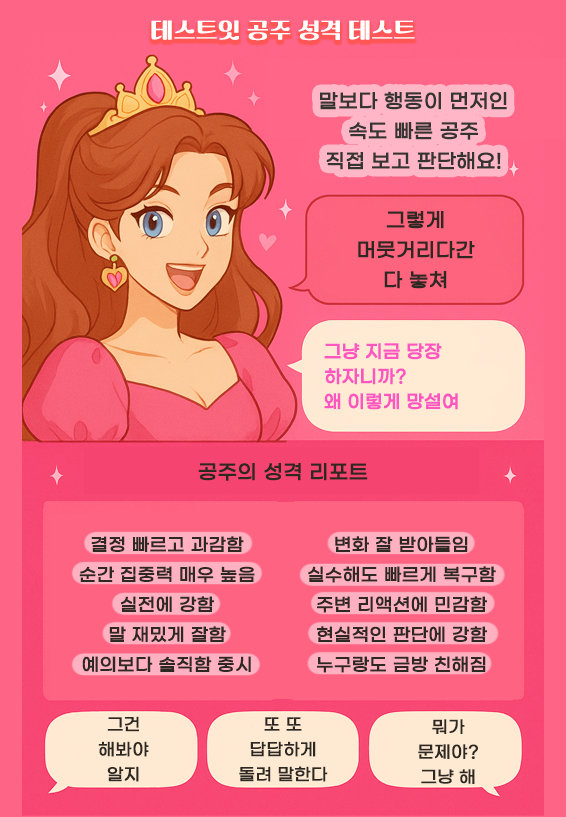 테스트잇 공주 성격 테스트
말보다 행동이 먼저인
속도 빠른 공주
직접 보고 판단해요!
그렇게
머뭇거리다간
다 놓쳐
그냥 지금 당장
하자니까?
왜 이렇게 망설여
공주의 성격 리포트
결정 빠르고 과감함
순간 집중력 매우 높음
실전에 강함
말 재밌게 잘함
예의보다 솔직함 중시
변화 잘 받아들임
실수해도 빠르게 복구함
주변 리액션에 민감함
현실적인 판단에 강함
누구랑도 금방 친해짐
그건
해봐야
알지
또 또
답답하게
돌려 말한다
뭐가
문제야?
그냥 해